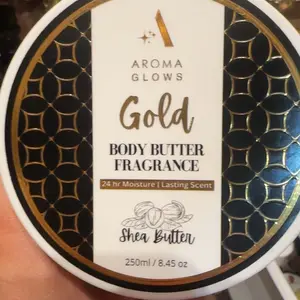 AROMA
GLOWS
Gold
BODY BUTTER
FRAGRANCE
24 hr Moisture | Lasting Scent
Shea Butter
250ml / 8.45 oz